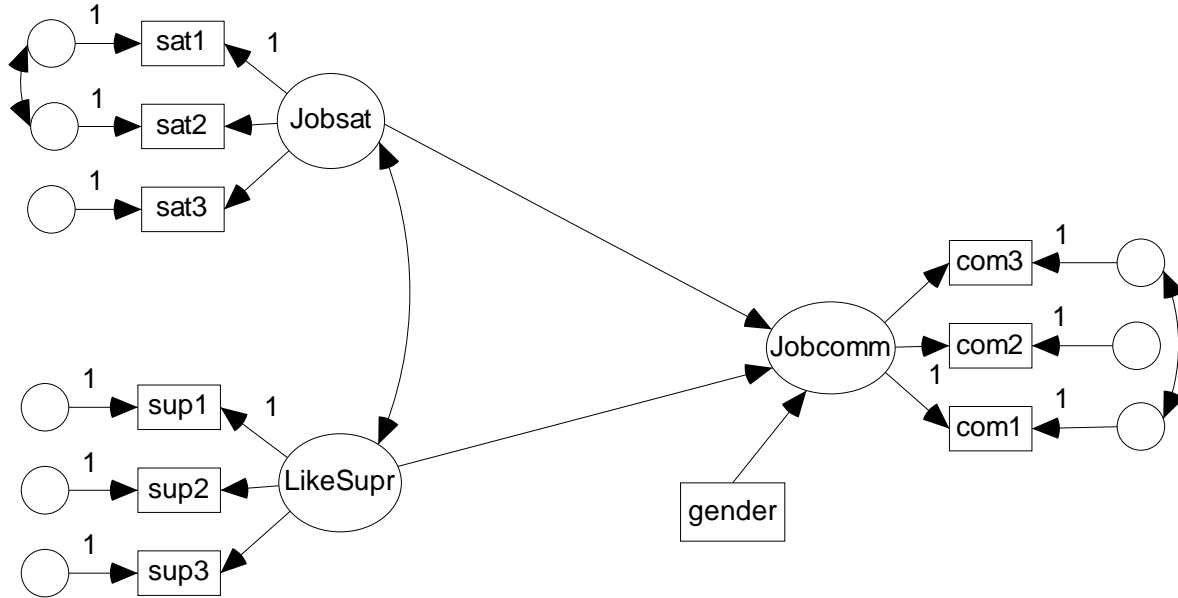 1
sat1
1
Jobsat
1
sat2
1
sat3
1
com3
1
com2
1
Jobcomm
1
com1
1
1
sup1
1
LikeSupr
1
sup2
1
sup3
gender